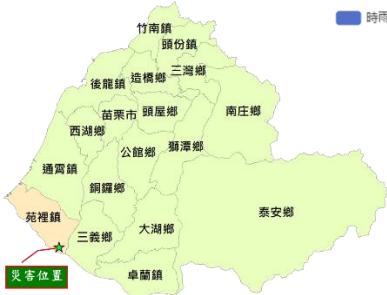 竹南鎮
時雨
頭份鎮
三灣鄉
造橋鄉
後龍鎮
苗栗市
頭屋鄉
南庄鄉
西湖鄉
獅潭鄉
公館鄉
通霄鎮
銅鑼鄉
泰安鄉
苑裡鎮
大湖鄉
三義鄉
災害位置
卓蘭鎮